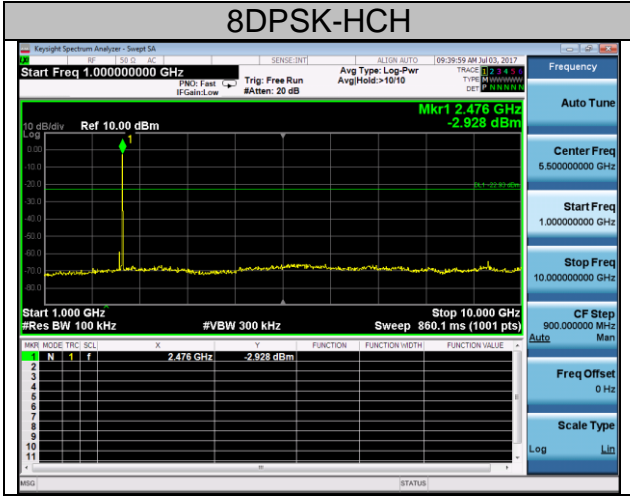 8DPSK-HCH
Keysight Spectrum Analyzer - Swept SA
RF 50 Ω AC SENSE:INT ALIGN AUTO 09:39:59 AM Jul 03, 2017
Start Freq 1.000000000 GHz
PNO: Fast
IFGain:Low
Trig: Free Run
#Atten: 20 dB
Avg Type: Log-Pwr
Avg|Hold:>10/10
TRACE 1 2 3 4 5 6
TYPE M WWWWW
DET P N N N N N
Mkr1 2.476 GHz
-2.928 dBm
10 dB/div Ref 10.00 dBm
Log
1
0.00
-10.0
-20.0
DL1 -22.83 dBm
-30.0
-40.0
-50.0
-60.0
-70.0
-80.0
Start 1.000 GHz Stop 10.000 GHz
#Res BW 100 kHz #VBW 300 kHz Sweep 860.1 ms (1001 pts)
MKR MODE TRC SCL X Y FUNCTION FUNCTION WIDTH FUNCTION VALUE
1 N 1 f 2.476 GHz -2.928 dBm
2
3
4
5
6
7
8
9
10
11
MSG STATUS
Frequency
Auto Tune
Center Freq
5.500000000 GHz
Start Freq
1.000000000 GHz
Stop Freq
10.000000000 GHz
CF Step
900.000000 MHz
Auto Man
Freq Offset
0 Hz
Scale Type
Log Lin